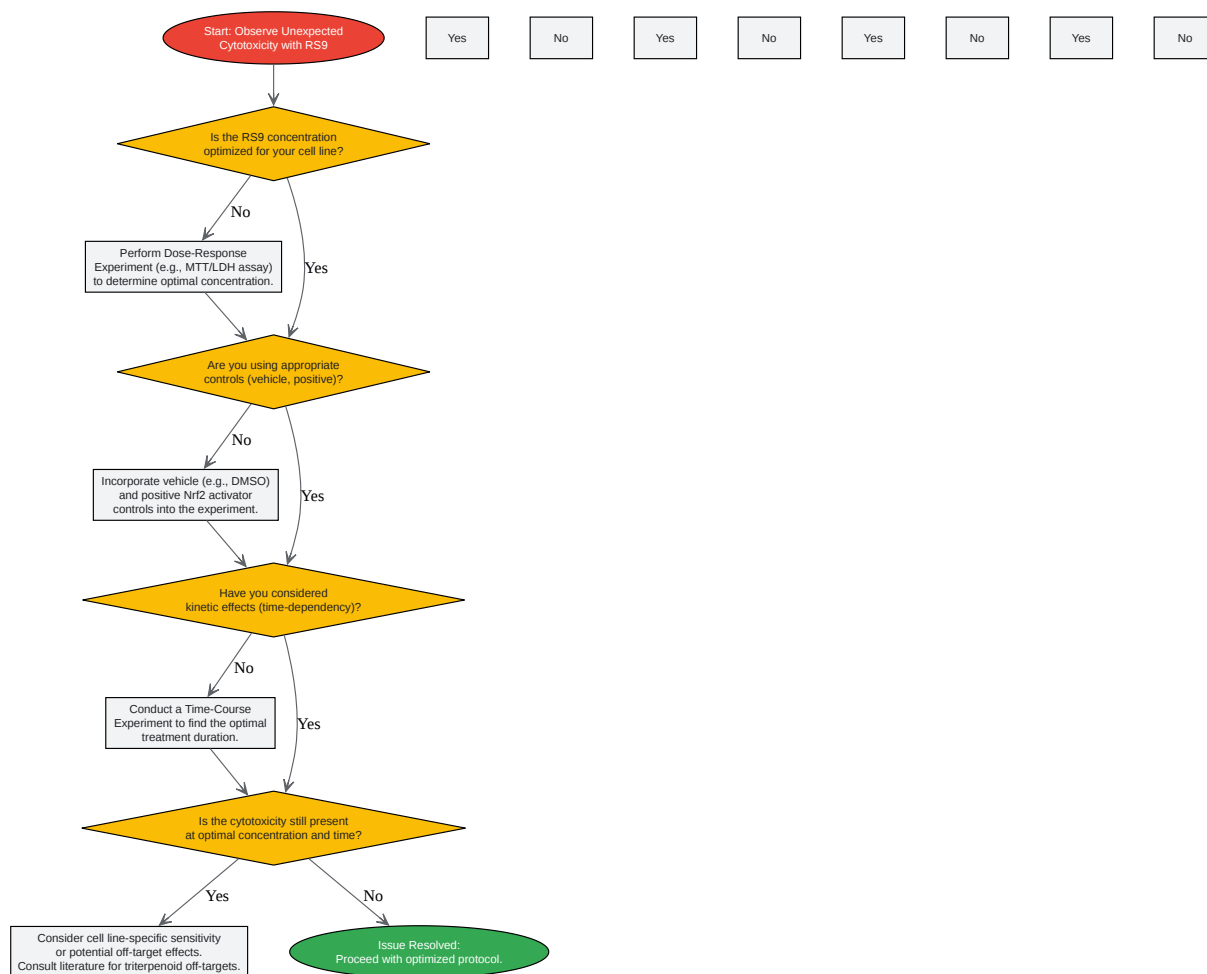 Start: Observe Unexpected
Cytotoxicity with RS9
Yes
No
Yes
No
Yes
No
Yes
No
Is the RS9 concentration
optimized for your cell line?
No
Yes
Perform Dose-Response
Experiment (e.g., MTT/LDH assay)
to determine optimal concentration.
Are you using appropriate
controls (vehicle, positive)?
No
Yes
Incorporate vehicle (e.g., DMSO)
and positive Nrf2 activator
controls into the experiment.
Have you considered
kinetic effects (time-dependency)?
No
Yes
Conduct a Time-Course
Experiment to find the optimal
treatment duration.
Is the cytotoxicity still present
at optimal concentration and time?
Yes
No
Consider cell line-specific sensitivity
or potential off-target effects.
Consult literature for triterpenoid off-targets.
Issue Resolved:
Proceed with optimized protocol.